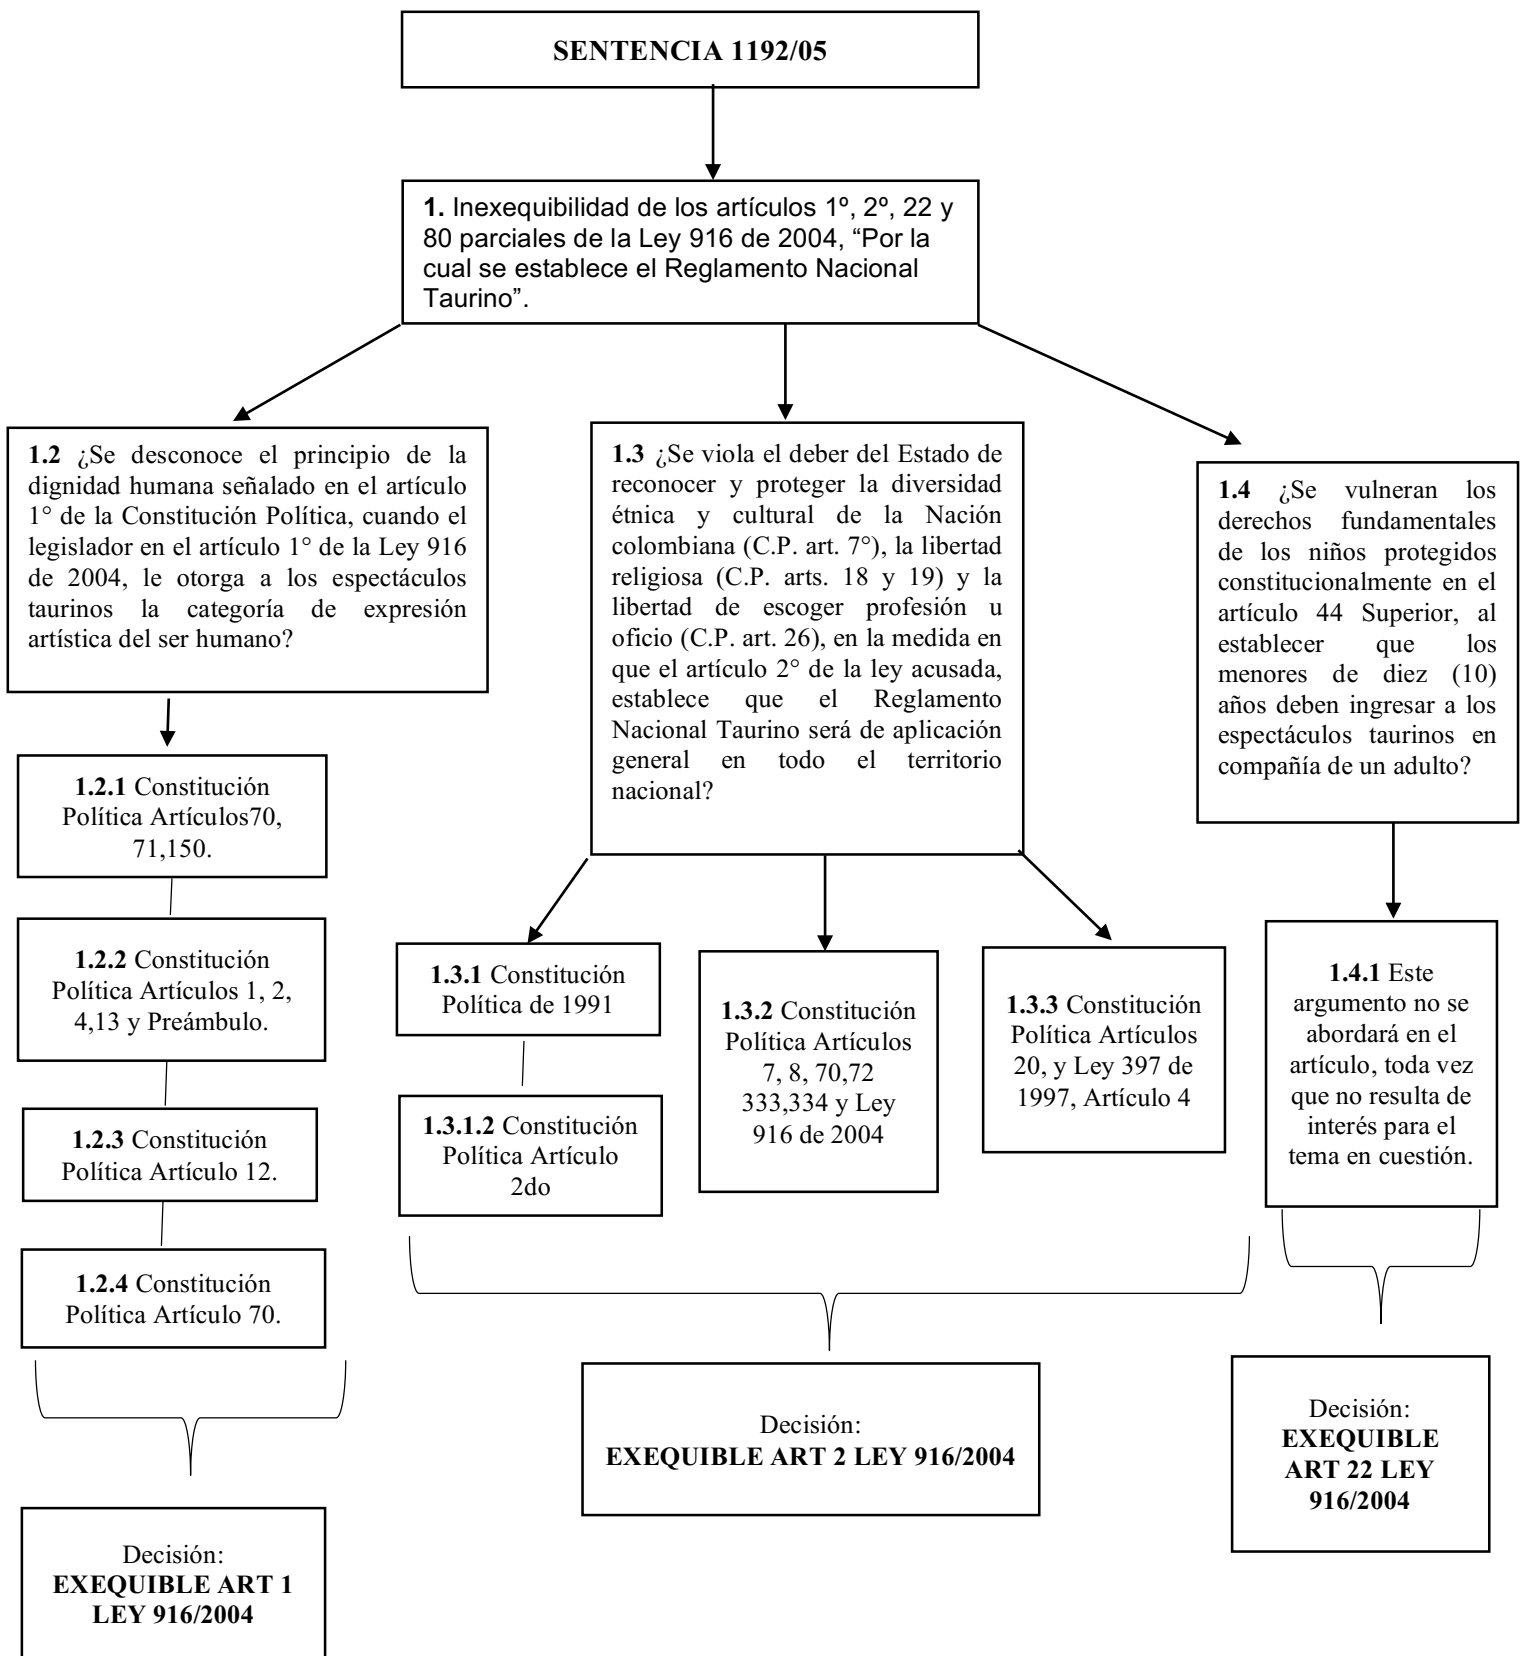 SENTENCIA 1192/05
1. Inexequibilidad de los artículos 1º, 2º, 22 y
80 parciales de la Ley 916 de 2004, “Por la
cual se establece el Reglamento Nacional
Taurino”.
1.2 ¿Se desconoce el principio de la
dignidad humana señalado en el artículo
1° de la Constitución Política, cuando el
legislador en el artículo 1° de la Ley 916
de 2004, le otorga a los espectáculos
taurinos la categoría de expresión
artística del ser humano?
1.3 ¿Se viola el deber del Estado de
reconocer y proteger la diversidad
étnica y cultural de la Nación
colombiana (C.P. art. 7°), la libertad
religiosa (C.P. arts. 18 y 19) y la
libertad de escoger profesión u
oficio (C.P. art. 26), en la medida en
que el artículo 2° de la ley acusada,
establece que el Reglamento
Nacional Taurino será de aplicación
general en todo el territorio
nacional?
1.4 ¿Se vulneran los
derechos fundamentales
de los niños protegidos
constitucionalmente en el
artículo 44 Superior, al
establecer que los
menores de diez (10)
años deben ingresar a los
espectáculos taurinos en
compañía de un adulto?
1.2.1 Constitución
Política Artículos70,
71,150.
1.2.2 Constitución
Política Artículos 1, 2,
4,13 y Preámbulo.
1.2.3 Constitución
Política Artículo 12.
1.2.4 Constitución
Política Artículo 70.
1.3.1 Constitución
Política de 1991
1.3.1.2 Constitución
Política Artículo
2do
1.3.2 Constitución
Política Artículos
7, 8, 70,72
333,334 y Ley
916 de 2004
1.3.3 Constitución
Política Artículos
20, y Ley 397 de
1997, Artículo 4
1.4.1 Este
argumento no se
abordará en el
artículo, toda vez
que no resulta de
interés para el
tema en cuestión.
Decisión:
EXEQUIBLE ART 1
LEY 916/2004
Decisión:
EXEQUIBLE ART 2 LEY 916/2004
Decisión:
EXEQUIBLE
ART 22 LEY
916/2004